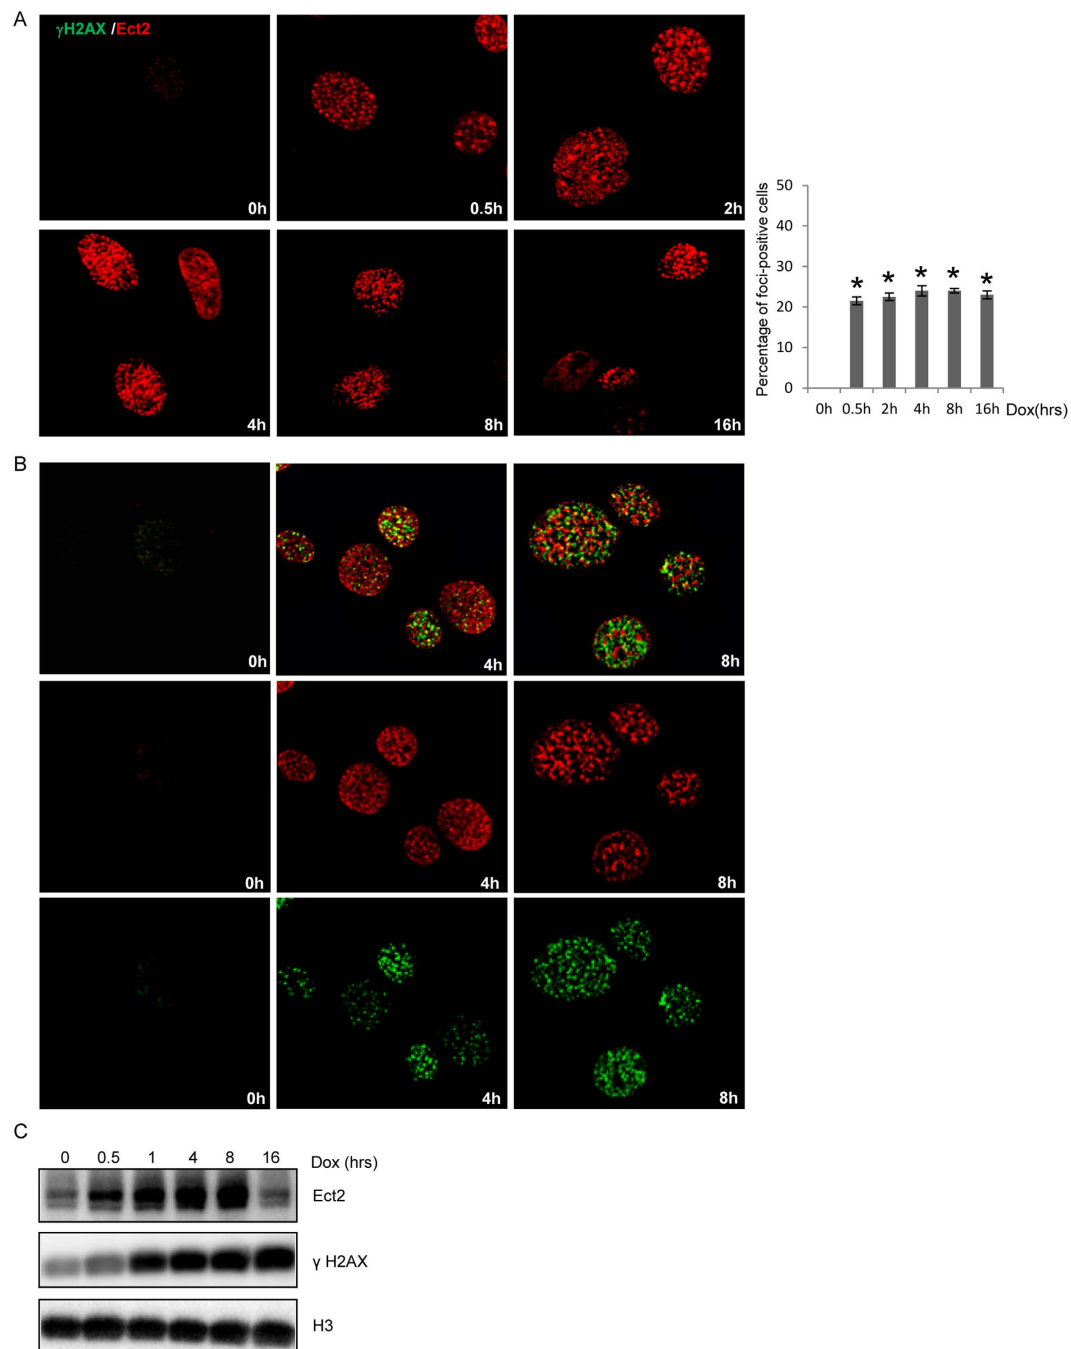 A
γH2AX /Ect2
0h
0.5h
2h
4h
8h
16h
Percentage of foci-positive cells
50
40
30
20
10
0
* * * * *
0h 0.5h 2h 4h 8h 16h Dox(hrs)
B
0h
4h
8h
0h
4h
8h
0h
4h
8h
C
0 0.5 1 4 8 16 Dox (hrs)
Ect2
γ H2AX
H3